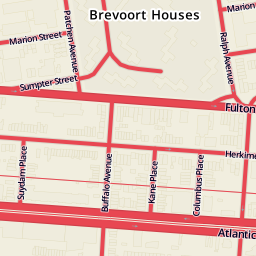 Brevoort Houses
Marion
Marion Street
Patchen Avenue
Ralph Avenue
Sumpter Street
Fulton
Herkime
Suydam Place
Buffalo Avenue
Kane Place
Columbus Place
Atlantic